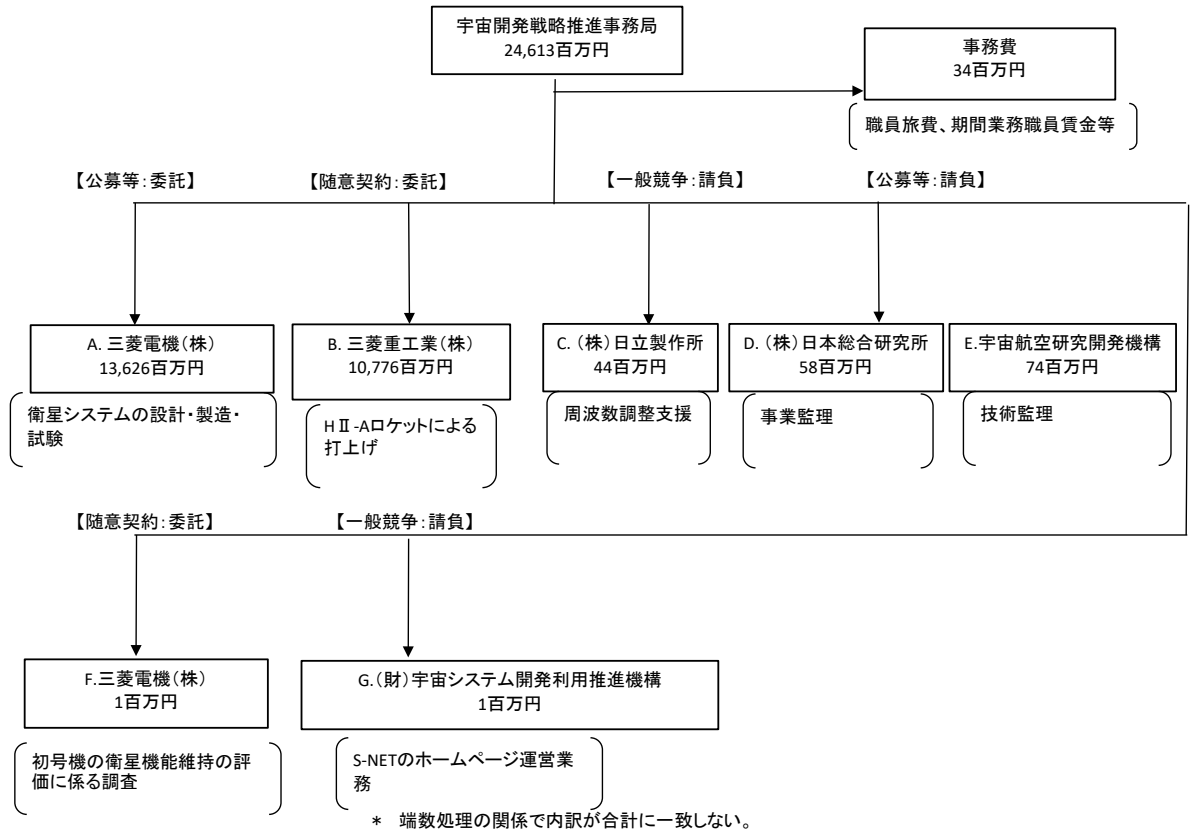 宇宙開発戦略推進事務局
24,613百万円
事務費
34百万円
職員旅費、期間業務職員賃金等
【公募等：委託】
【随意契約：委託】
【一般競争：請負】
【公募等：請負】
A. 三菱電機（株）
13,626百万円
衛星システムの設計・製造・
試験
B. 三菱重工業（株）
10,776百万円
HⅡ-Aロケットによる
打上げ
C. （株）日立製作所
44百万円
周波数調整支援
D. （株）日本総合研究所
58百万円
事業監理
E.宇宙航空研究開発機構
74百万円
技術監理
【随意契約：委託】
【一般競争：請負】
F.三菱電機（株）
1百万円
初号機の衛星機能維持の評
価に係る調査
G.（財）宇宙システム開発利用推進機構
1百万円
S-NETのホームページ運営業
務
* 端数処理の関係で内訳が合計に一致しない。